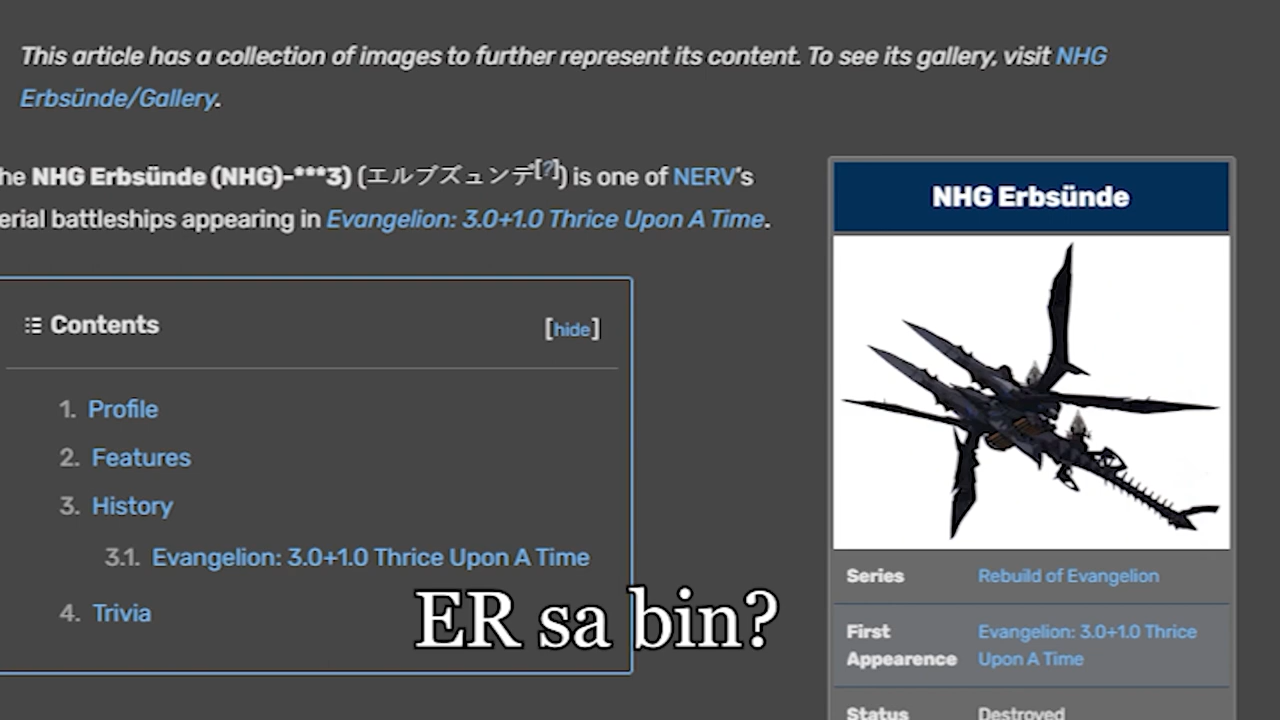 This article has a collection of images to further represent its content. To see its gallery, visit NHG
Erbsünde/Gallery.
he NHG Erbsünde (NHG)-***3) (エルブズュンデ[?]) is one of NERV's
erial battleships appearing in Evangelion: 3.0+1.0 Thrice Upon A Time.
Contents [hide]
1. Profile
2. Features
3. History
3.1. Evangelion: 3.0+1.0 Thrice Upon A Time
4. Trivia
ER sa bin?
NHG Erbsünde
Series Rebuild of Evangelion
First Evangelion: 3.0+1.0 Thrice
Appearence Upon A Time
Status Destroyed